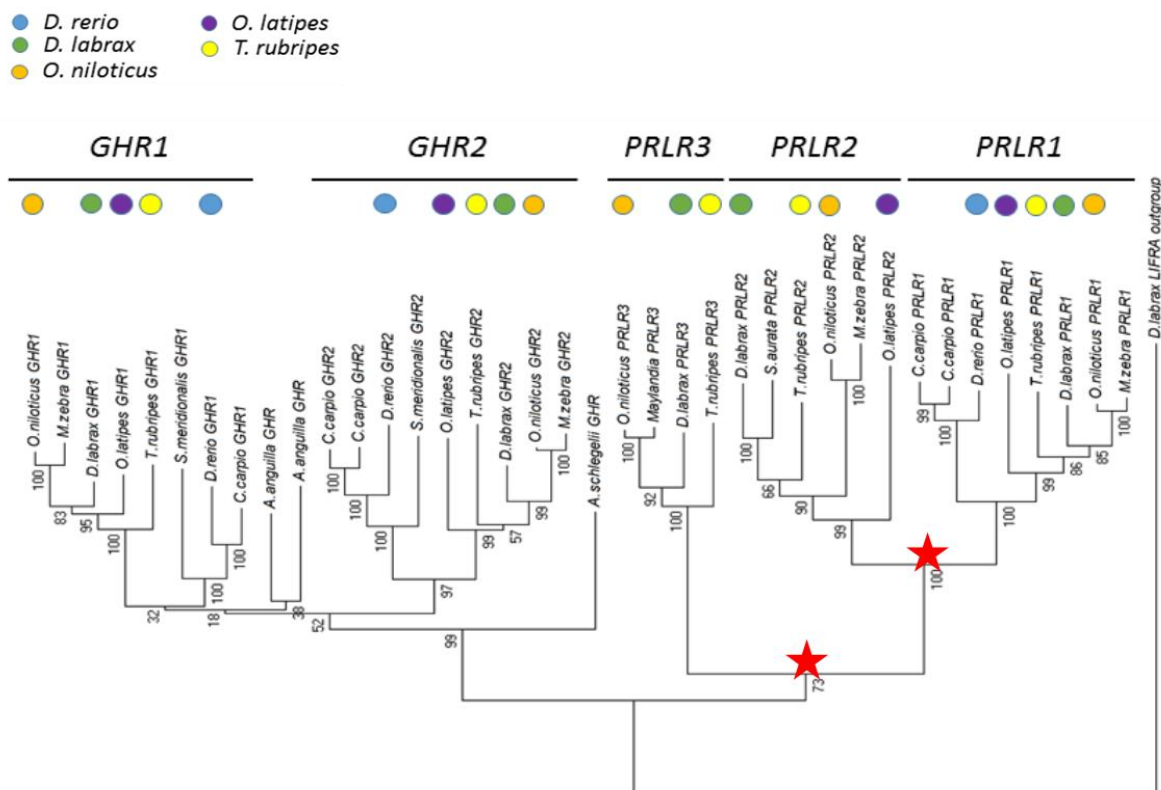 D. rerio
O. latipes
D. labrax
T. rubripes
O. niloticus
GHR1
GHR2
PRLR3
PRLR2
PRLR1
O.niloticus GHR1
M.zebra GHR1
D.labrax GHR1
O.latipes GHR1
T.rubripes GHR1
S.meridionalis GHR1
D.rerio GHR1
C.carpio GHR1
A.anguilla GHR
A.anguilla GHR
C.carpio GHR2
C.carpio GHR2
D.rerio GHR2
S.meridionalis GHR2
O.latipes GHR2
T.rubripes GHR2
D.labrax GHR2
O.niloticus GHR2
M.zebra GHR2
A.schlegelii GHR
O.niloticus PRLR3
Maylandia PRLR3
D.labrax PRLR3
T.rubripes PRLR3
D.labrax PRLR2
S.aurata PRLR2
T.rubripes PRLR2
O.niloticus PRLR2
M.zebra PRLR2
O.latipes PRLR2
C.carpio PRLR1
C.carpio PRLR1
D.rerio PRLR1
O.latipes PRLR1
T.rubripes PRLR1
D.labrax PRLR1
O.niloticus PRLR1
M.zebra PRLR1
D.labrax LIFRA outgroup
100
83
95
100
32
100
100
18
38
52
100
100
100
97
99
57
99
100
99
92
100
100
66
90
100
99
99
100
100
99
86
85
100
100
73